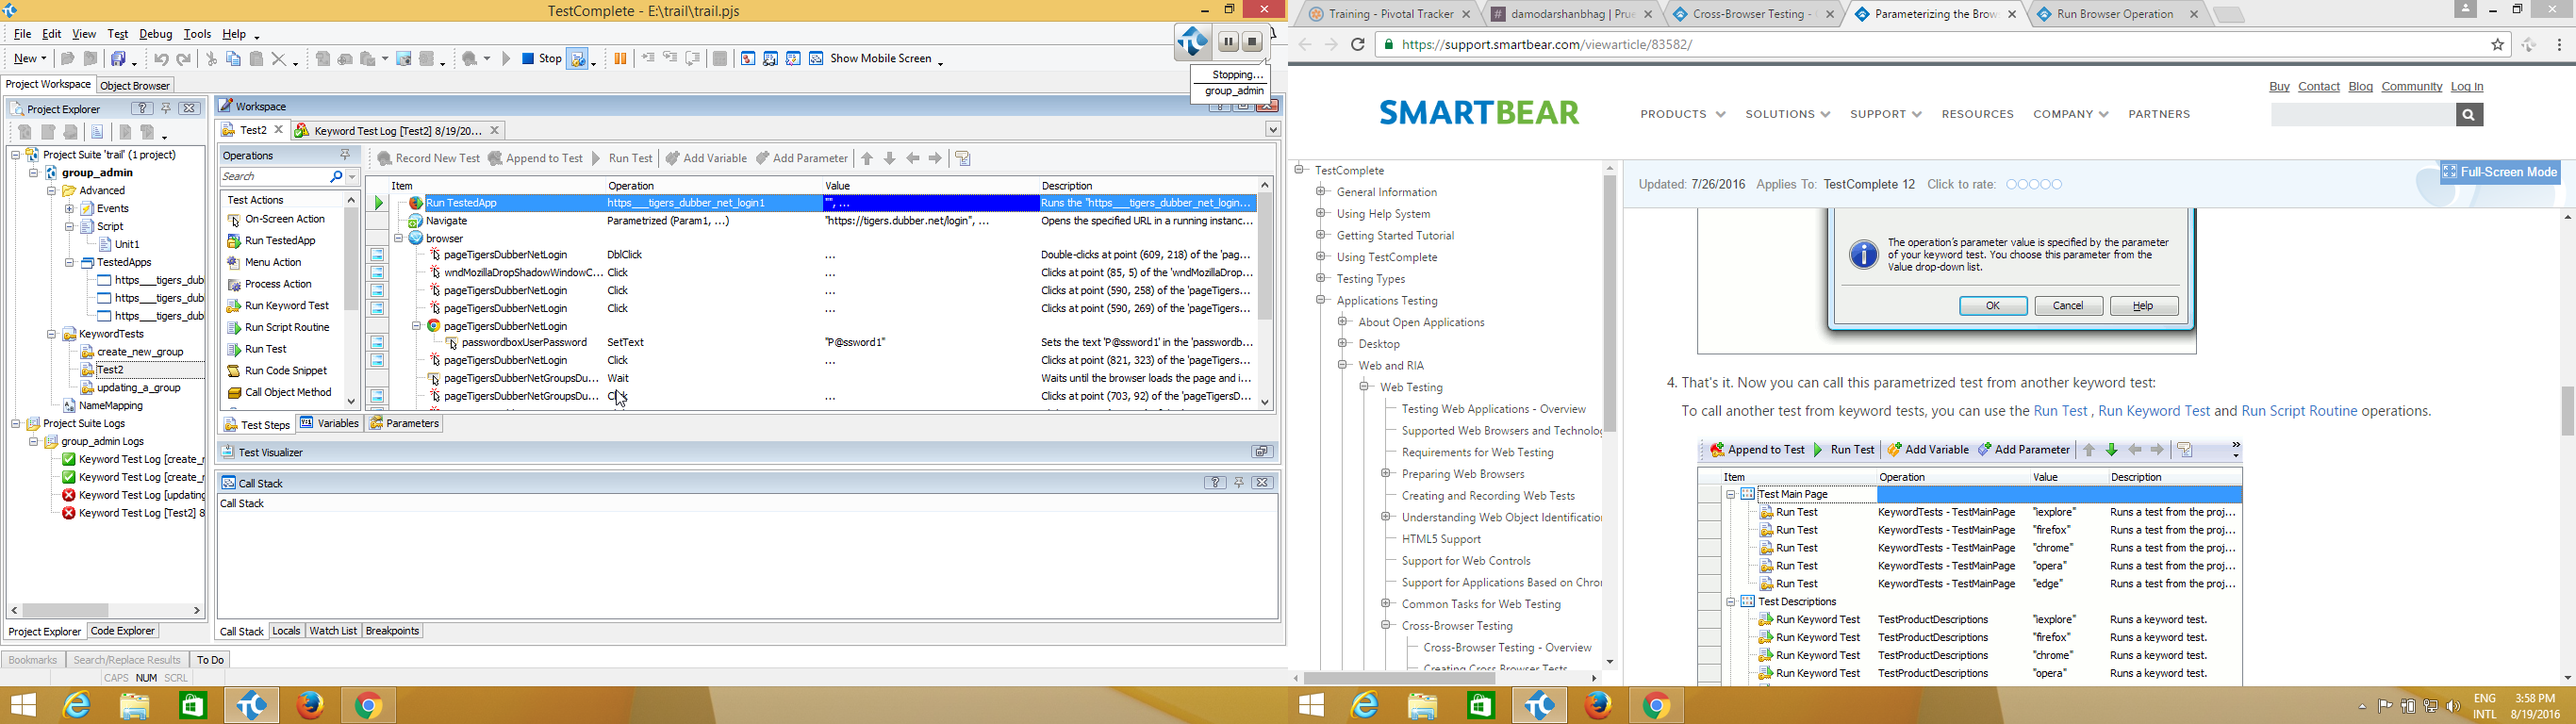 TestComplete - E:\trail\trail.pjs
File Edit View Test Debug Tools Help
New
Stop
Show Mobile Screen
Stopping...
group_admin
Project Workspace Object Browser
Project Explorer
Project Suite 'trail' (1 project)
group_admin
Advanced
Events
Script
Unit1
TestedApps
https___tigers_dub
https___tigers_dub
https___tigers_dub
KeywordTests
create_new_group
Test2
updating_a_group
NameMapping
Project Suite Logs
group_admin Logs
Keyword Test Log [create_r
Keyword Test Log [create_r
Keyword Test Log [updating
Keyword Test Log [Test2] 8
Project Explorer Code Explorer
Bookmarks Search/Replace Results To Do
CAPS NUM SCRL
Workspace
Test2 Keyword Test Log [Test2] 8/19/20...
Operations
Search
Test Actions
On-Screen Action
Run TestedApp
Menu Action
Process Action
Run Keyword Test
Run Script Routine
Run Test
Run Code Snippet
Call Object Method
Record New Test Append to Test Run Test Add Variable Add Parameter
Item Operation Value Description
Run TestedApp https___tigers_dubber_net_login1 "", ... Runs the "https___tigers_dubber_net_login...
Navigate Parametrized (Param1, ...) "https://tigers.dubber.net/login", ... Opens the specified URL in a running instanc...
browser
pageTigersDubberNetLogin DblClick ... Double-clicks at point (609, 218) of the 'pag...
wndMozillaDropShadowWindowC... Click ... Clicks at point (85, 5) of the 'wndMozillaDrop...
pageTigersDubberNetLogin Click ... Clicks at point (590, 258) of the 'pageTigers...
pageTigersDubberNetLogin Click ... Clicks at point (590, 269) of the 'pageTigers...
pageTigersDubberNetLogin
passwordboxUserPassword SetText "P@ssword1" Sets the text 'P@ssword1' in the 'passwordb...
pageTigersDubberNetLogin Click ... Clicks at point (821, 323) of the 'pageTigers...
pageTigersDubberNetGroupsDu... Wait Waits until the browser loads the page and i...
pageTigersDubberNetGroupsDu... Click ... Clicks at point (703, 92) of the 'pageTigersD...
Test Steps Variables Parameters
Test Visualizer
Call Stack
Call Stack
Call Stack Locals Watch List Breakpoints
Training - Pivotal Tracker
damodarshanbhag | Pru
Cross-Browser Testing -
Parameterizing the Brow
Run Browser Operation
https://support.smartbear.com/viewarticle/83582/
Buy Contact Blog Community Log In
SMARTBEAR
PRODUCTS SOLUTIONS SUPPORT RESOURCES COMPANY PARTNERS
Updated: 7/26/2016 Applies To: TestComplete 12 Click to rate:
Full-Screen Mode
TestComplete
General Information
Using Help System
Getting Started Tutorial
Using TestComplete
Testing Types
Applications Testing
About Open Applications
Desktop
Web and RIA
Web Testing
Testing Web Applications - Overview
Supported Web Browsers and Technolog
Requirements for Web Testing
Preparing Web Browsers
Creating and Recording Web Tests
Understanding Web Object Identificatio
HTML5 Support
Support for Web Controls
Support for Applications Based on Chro
Common Tasks for Web Testing
Cross-Browser Testing
Cross-Browser Testing - Overview
Creating Cross-Browser Tests
The operation's parameter value is specified by the parameter
of your keyword test. You choose this parameter from the
Value drop-down list.
OK Cancel Help
4. That's it. Now you can call this parametrized test from another keyword test:
To call another test from keyword tests, you can use the Run Test , Run Keyword Test and Run Script Routine operations.
Append to Test Run Test Add Variable Add Parameter
Item Operation Value Description
Test Main Page
Run Test KeywordTests - TestMainPage "iexplore" Runs a test from the proj...
Run Test KeywordTests - TestMainPage "firefox" Runs a test from the proj...
Run Test KeywordTests - TestMainPage "chrome" Runs a test from the proj...
Run Test KeywordTests - TestMainPage "opera" Runs a test from the proj...
Run Test KeywordTests - TestMainPage "edge" Runs a test from the proj...
Test Descriptions
Run Keyword Test TestProductDescriptions "iexplore" Runs a keyword test.
Run Keyword Test TestProductDescriptions "firefox" Runs a keyword test.
Run Keyword Test TestProductDescriptions "chrome" Runs a keyword test.
Run Keyword Test TestProductDescriptions "opera" Runs a keyword test.
ENG 3:58 PM
INTL 8/19/2016